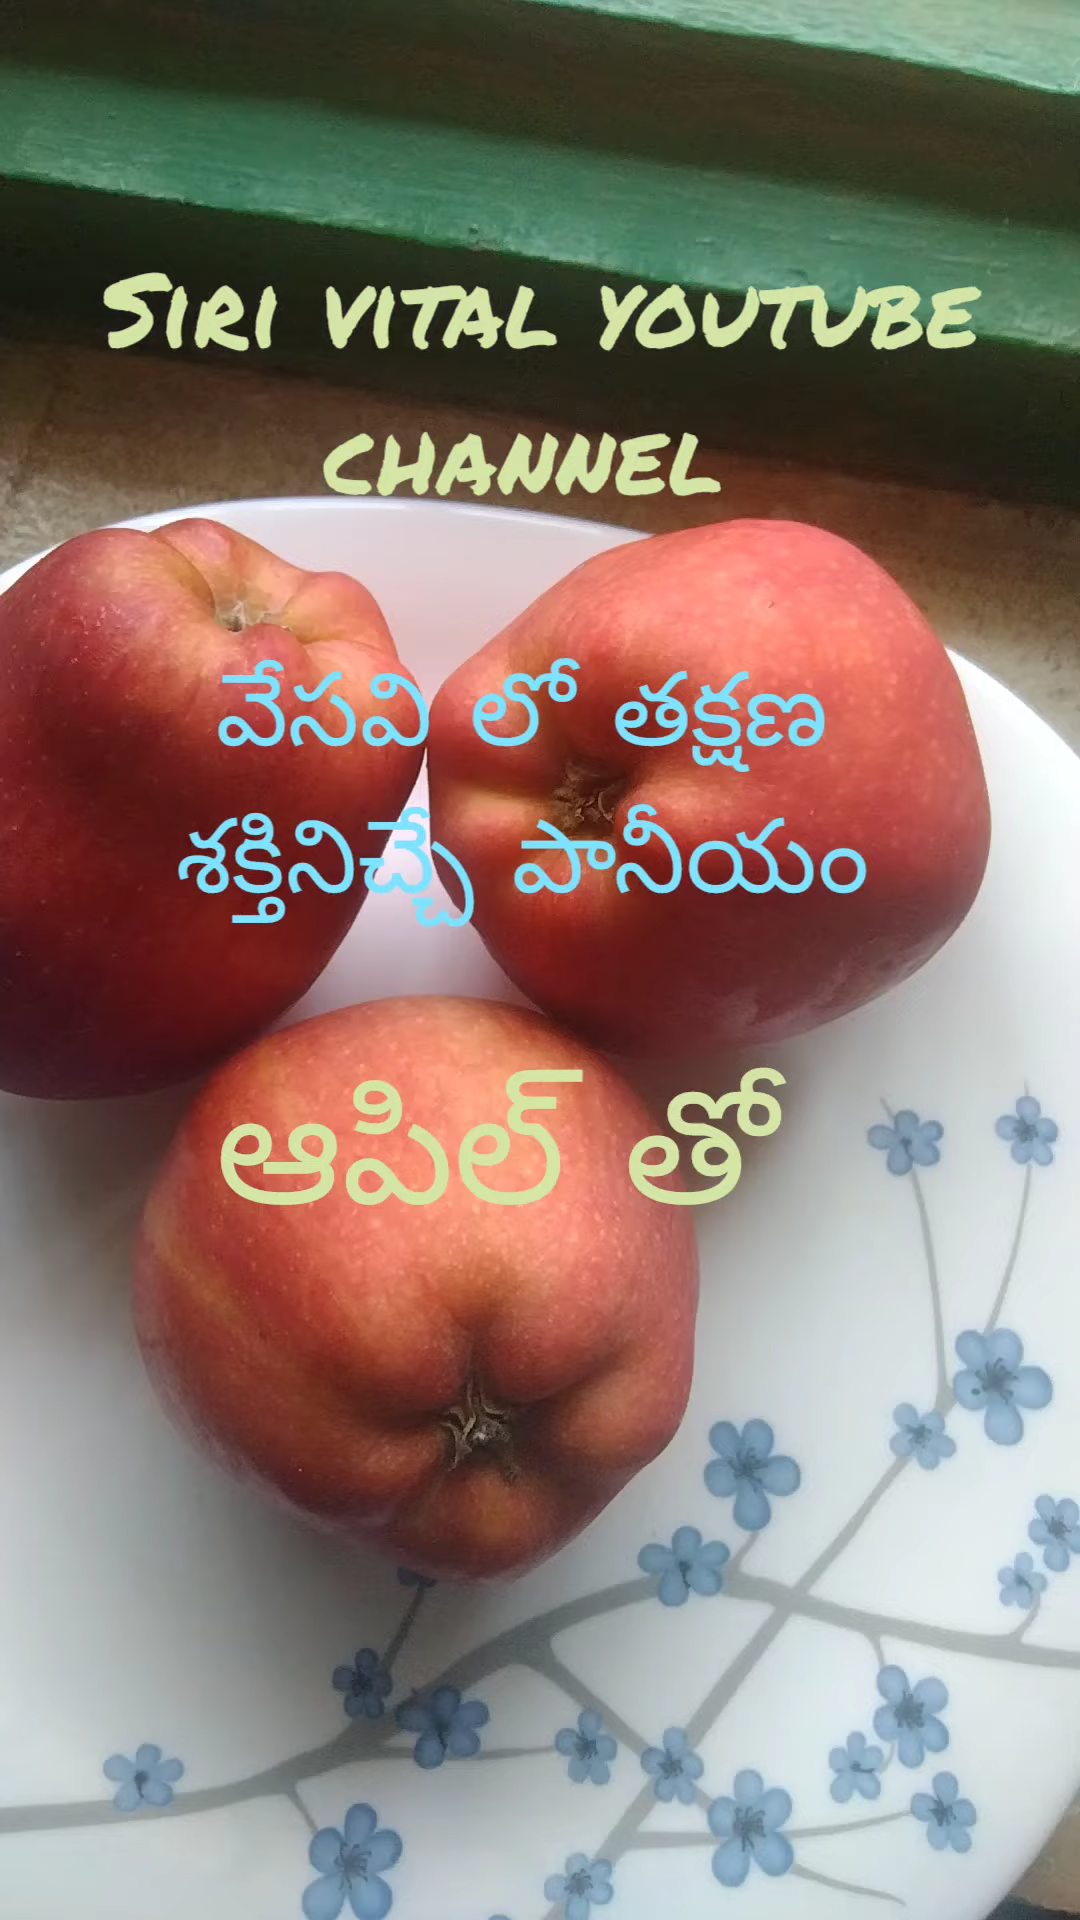 SIRI VITAL YOUTUBE
CHANNEL
వేసవి లో తక్షణ
శక్తినిచ్చే పానీయం
ఆపిల్ తో